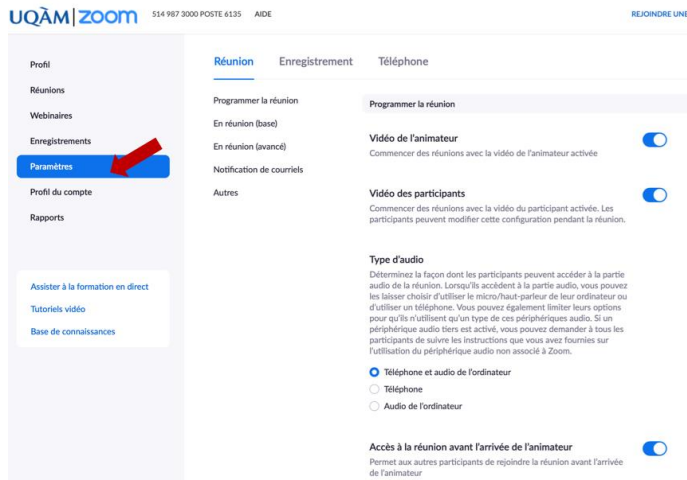 UQÀM|zoom 514 987 3000 POSTE 6135 AIDE REJOINDRE UNE
Profil
Réunions
Webinaires
Enregistrements
Paramètres
Profil du compte
Rapports
Assister à la formation en direct
Tutoriels vidéo
Base de connaissances
Réunion Enregistrement Téléphone
Programmer la réunion
En réunion (base)
En réunion (avancé)
Notification de courriels
Autres
Programmer la réunion
Vidéo de l'animateur
Commencer des réunions avec la vidéo de l'animateur activée
Vidéo des participants
Commencer des réunions avec la vidéo du participant activée. Les
participants peuvent modifier cette configuration pendant la réunion.
Type d'audio
Déterminez la façon dont les participants peuvent accéder à la partie
audio de la réunion. Lorsqu'ils accèdent à la partie audio, vous pouvez
les laisser choisir d'utiliser le micro/haut-parleur de leur ordinateur ou
d'utiliser un téléphone. Vous pouvez également limiter leurs options
pour qu'ils n'utilisent qu'un type de ces périphériques audio. Si un
périphérique audio tiers est activé, vous pouvez demander à tous les
participants de suivre les instructions que vous avez fournies sur
l'utilisation du périphérique audio non associé à Zoom.
Téléphone et audio de l'ordinateur
Téléphone
Audio de l'ordinateur
Accès à la réunion avant l'arrivée de l'animateur
Permet aux autres participants de rejoindre la réunion avant l'arrivée
de l'animateur